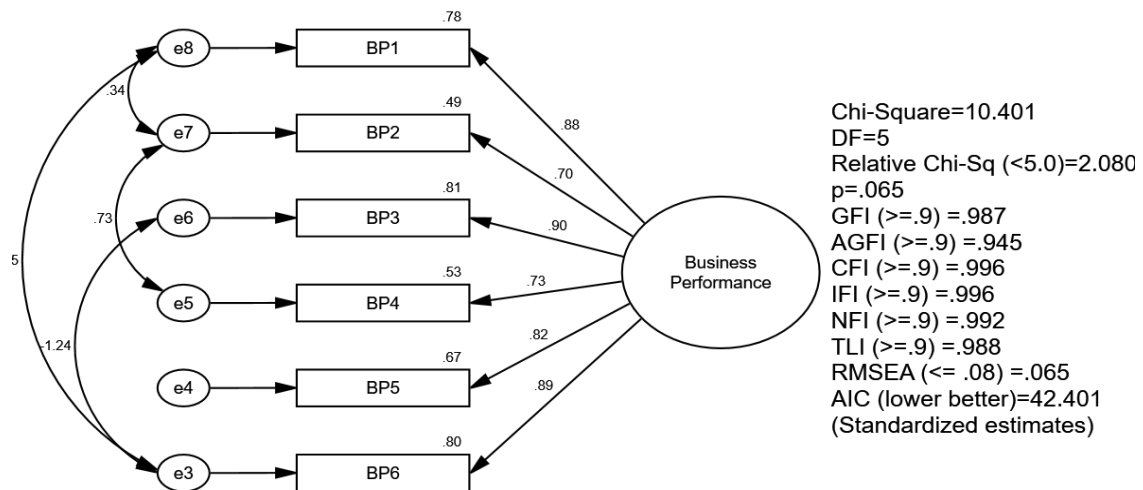 .78
e8
BP1
.34
.88
.49
e7
BP2
.70
.81
.73
e6
BP3
.90
5
.53
Business
Performance
e5
BP4
.73
-1.24
.67
.82
e4
BP5
.89
.80
e3
BP6
Chi-Square=10.401
DF=5
Relative Chi-Sq (<5.0)=2.080
p=.065
GFI (>=.9) =.987
AGFI (>=.9) =.945
CFI (>=.9) =.996
IFI (>=.9) =.996
NFI (>=.9) =.992
TLI (>=.9) =.988
RMSEA (<= .08) =.065
AIC (lower better)=42.401
(Standardized estimates)